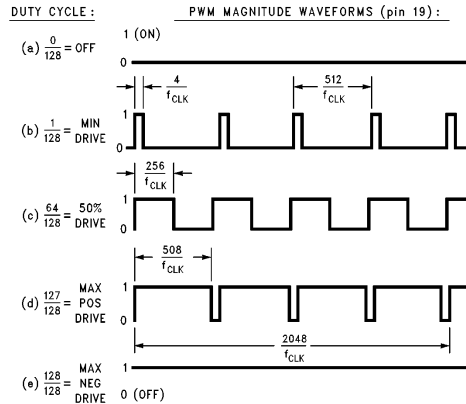 DUTY CYCLE: PWM MAGNITUDE WAVEFORMS (pin 19):
(a) 0/128 = OFF
1 (ON)
0
4/fCLK
512/fCLK
(b) 1/128 = MIN DRIVE
1
0
256/fCLK
(c) 64/128 = 50% DRIVE
1
0
508/fCLK
(d) 127/128 = MAX POS DRIVE
1
0
2048/fCLK
(e) 128/128 = MAX NEG DRIVE
1
0 (OFF)